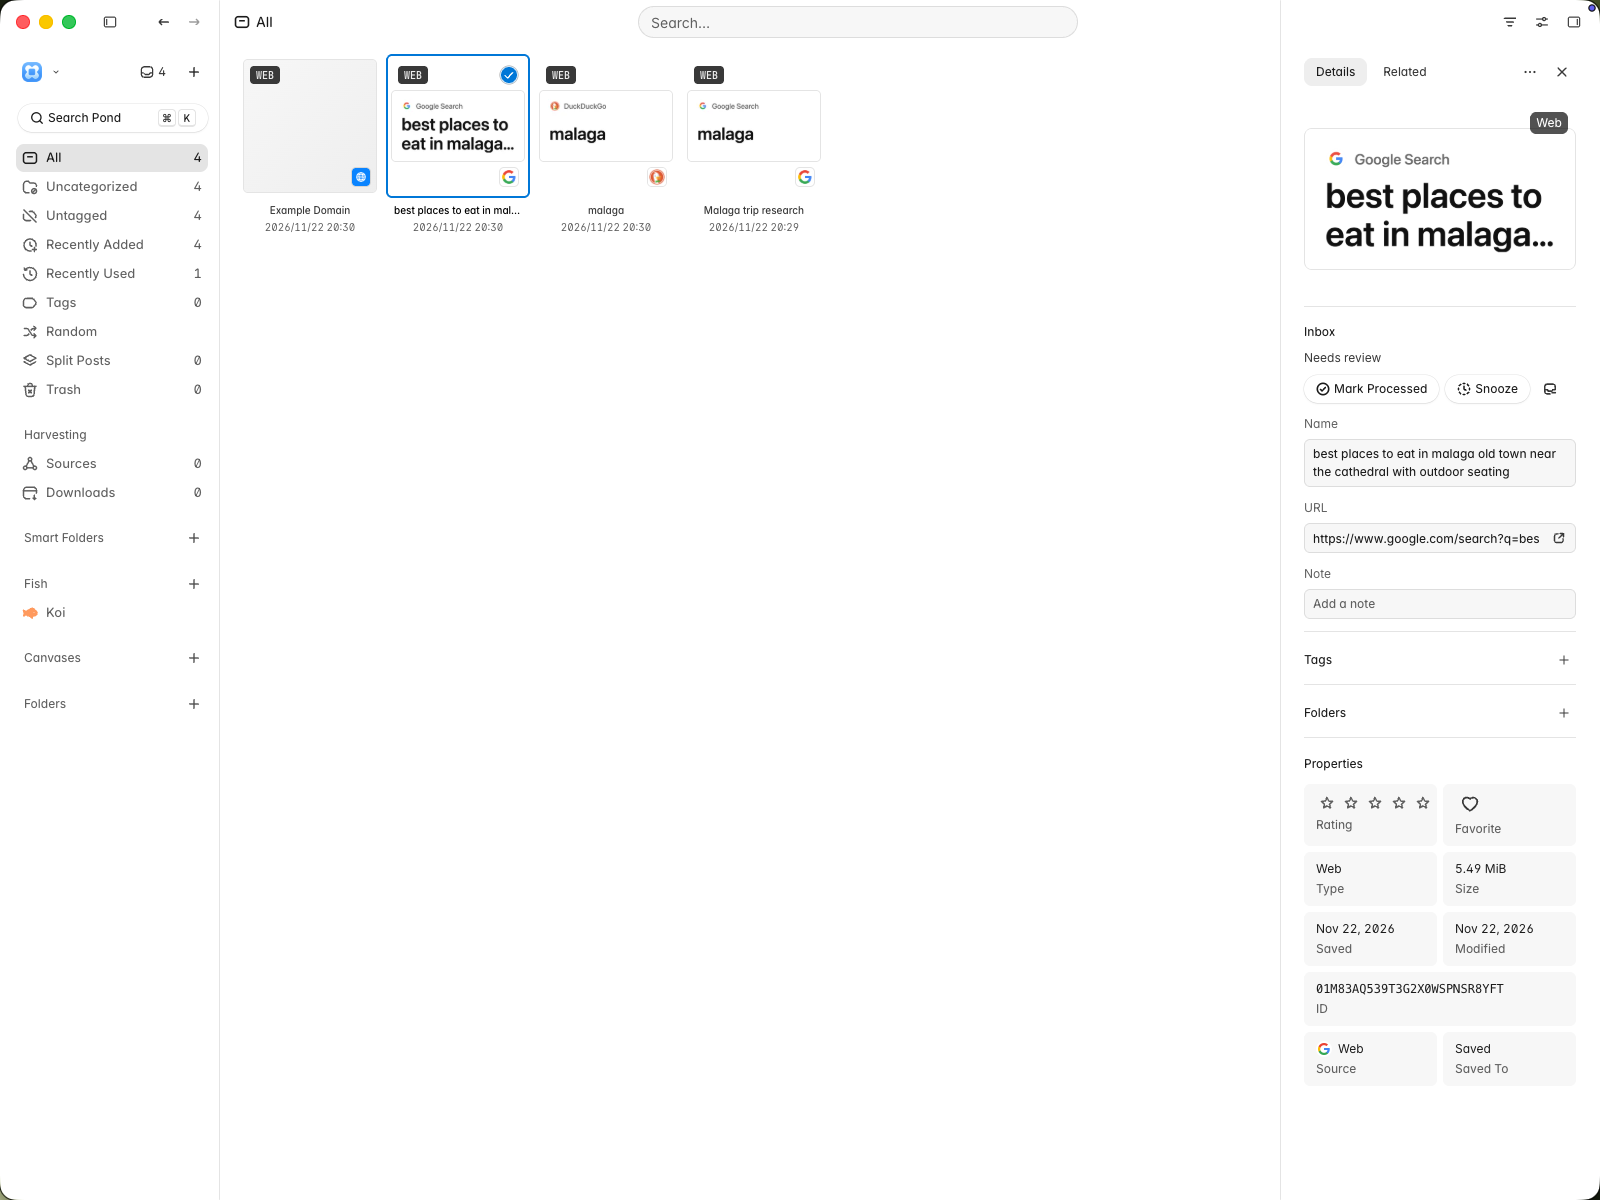 All
Search...
4
Search Pond
⌘ K
All 4
Uncategorized 4
Untagged 4
Recently Added 4
Recently Used 1
Tags 0
Random
Split Posts 0
Trash 0
Harvesting
Sources 0
Downloads 0
Smart Folders
Fish
Koi
Canvases
Folders
WEB
Example Domain
2026/11/22 20:30
WEB
Google Search
best places to
eat in malaga...
best places to eat in mal...
2026/11/22 20:30
WEB
DuckDuckGo
malaga
malaga
2026/11/22 20:30
WEB
Google Search
malaga
Malaga trip research
2026/11/22 20:29
Details Related
Web
Google Search
best places to
eat in malaga...
Inbox
Needs review
Mark Processed Snooze
Name
best places to eat in malaga old town near
the cathedral with outdoor seating
URL
https://www.google.com/search?q=bes
Note
Add a note
Tags
Folders
Properties
Rating
Favorite
Web
Type
5.49 MiB
Size
Nov 22, 2026
Saved
Nov 22, 2026
Modified
01M83AQ539T3G2X0WSPNSR8YFT
ID
Web
Source
Saved
Saved To